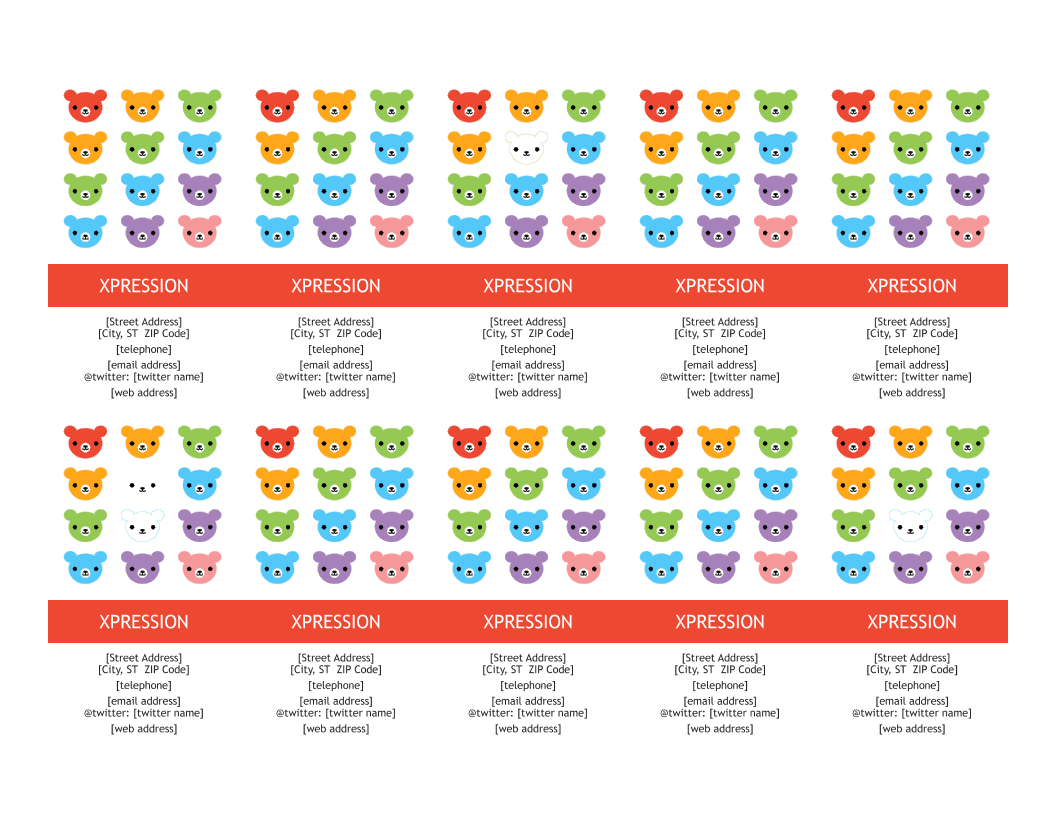 XPRESSION XPRESSION XPRESSION XPRESSION XPRESSION
[Street Address] [Street Address] [Street Address] [Street Address] [Street Address]
[City, ST  ZIP Code] [City, ST  ZIP Code] [City, ST  ZIP Code] [City, ST  ZIP Code] [City, ST  ZIP Code]
[telephone] [telephone] [telephone] [telephone] [telephone]
[email address] [email address] [email address] [email address] [email address]
@twitter: [twitter name] @twitter: [twitter name] @twitter: [twitter name] @twitter: [twitter name] @twitter: [twitter name]
[web address] [web address] [web address] [web address] [web address]
XPRESSION XPRESSION XPRESSION XPRESSION XPRESSION
[Street Address] [Street Address] [Street Address] [Street Address] [Street Address]
[City, ST  ZIP Code] [City, ST  ZIP Code] [City, ST  ZIP Code] [City, ST  ZIP Code] [City, ST  ZIP Code]
[telephone] [telephone] [telephone] [telephone] [telephone]
[email address] [email address] [email address] [email address] [email address]
@twitter: [twitter name] @twitter: [twitter name] @twitter: [twitter name] @twitter: [twitter name] @twitter: [twitter name]
[web address] [web address] [web address] [web address] [web address]